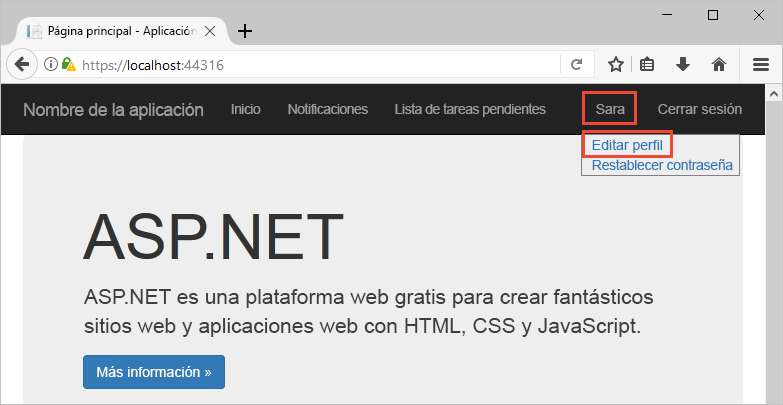 Página principal - Aplicación
https://localhost:44316
Nombre de la aplicación Inicio Notificaciones Lista de tareas pendientes Sara Cerrar sesión
Editar perfil
Restablecer contraseña
ASP.NET
ASP.NET es una plataforma web gratis para crear fantásticos
sitios web y aplicaciones web con HTML, CSS y JavaScript.
Más información »